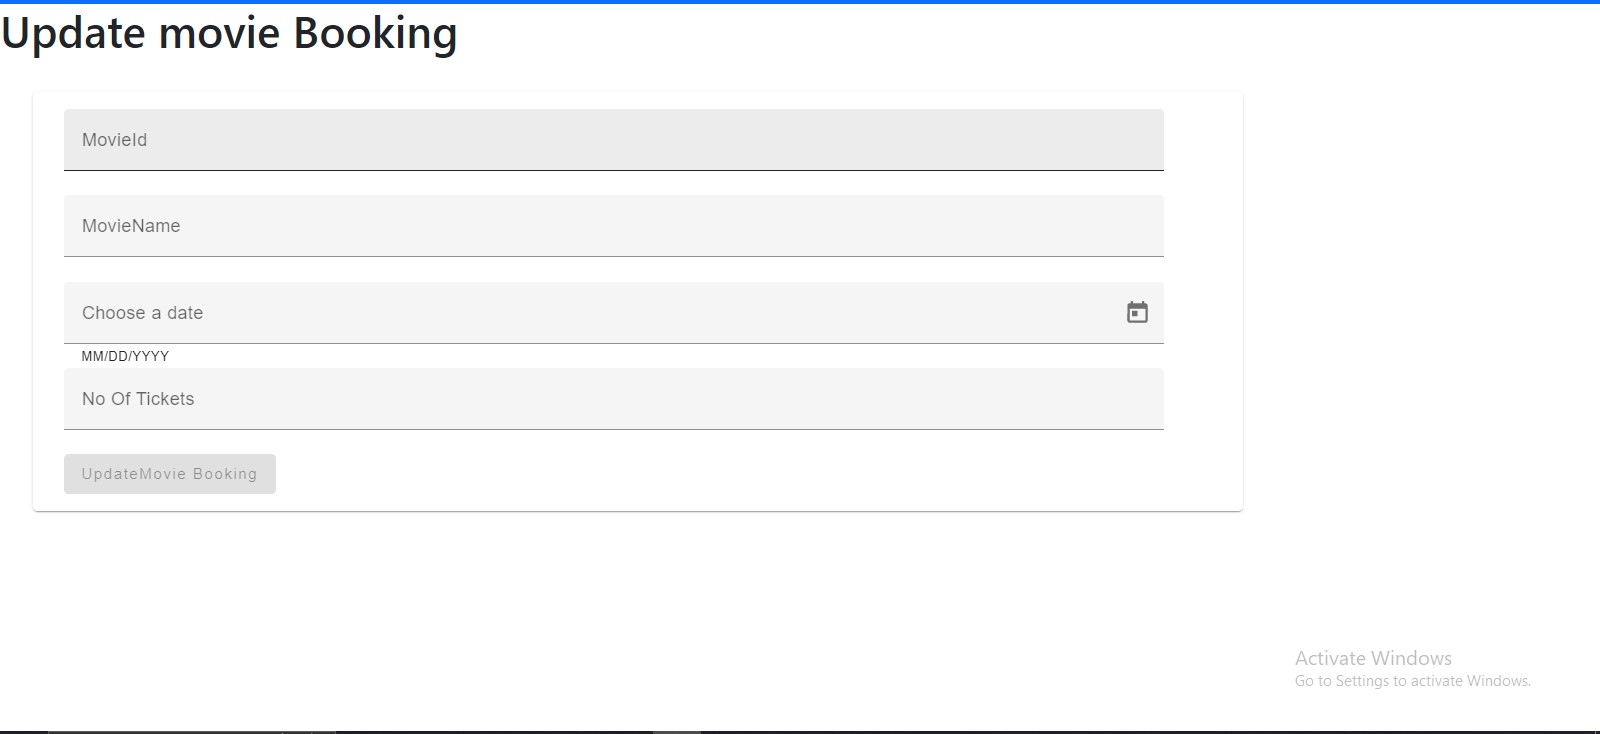 Update movie Booking
MovieId
MovieName
Choose a date
MM/DD/YYYY
No Of Tickets
UpdateMovie Booking
Activate Windows
Go to Settings to activate Windows.